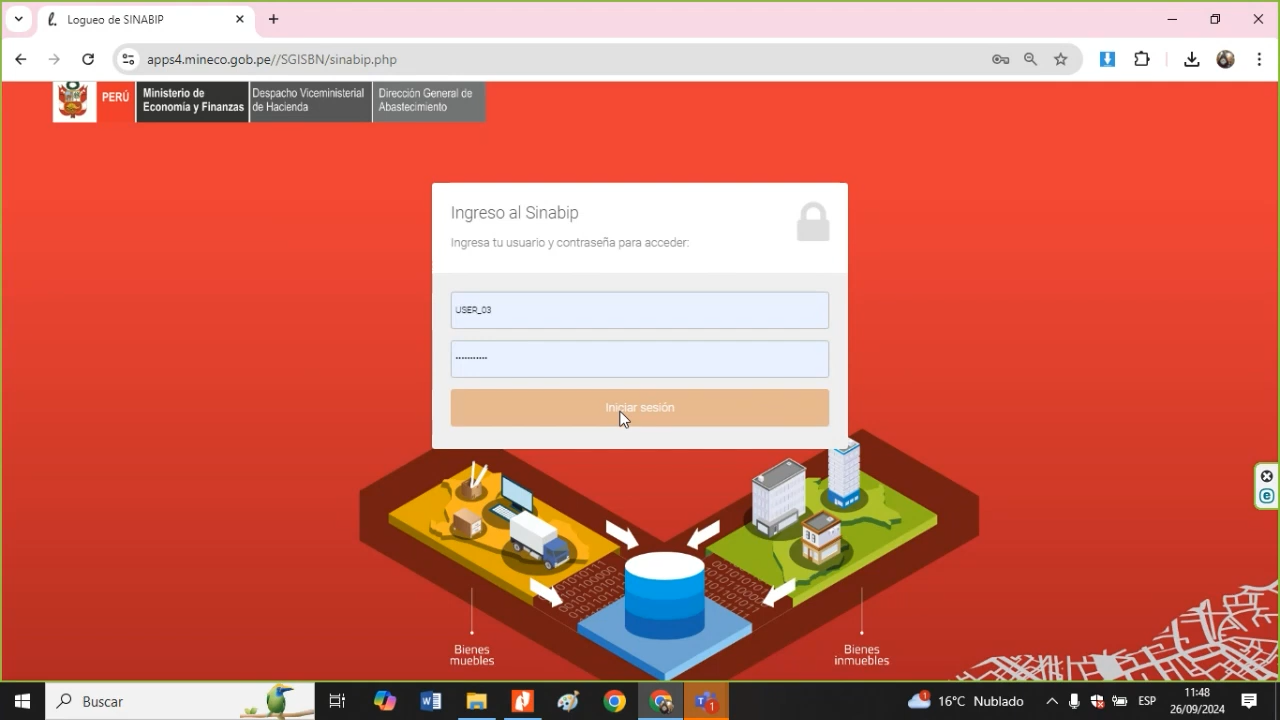 Logueo de SINABIP
apps4.mineco.gob.pe//SGISBN/sinabip.php
PERÚ
Ministerio de
Economía y Finanzas
Despacho Viceministerial
de Hacienda
Dirección General de
Abastecimiento
Ingreso al Sinabip
Ingresa tu usuario y contraseña para acceder:
USER_03
Iniciar sesión
Bienes
muebles
Bienes
inmuebles
Buscar
1
1
16°C Nublado
ESP
11:48
26/09/2024